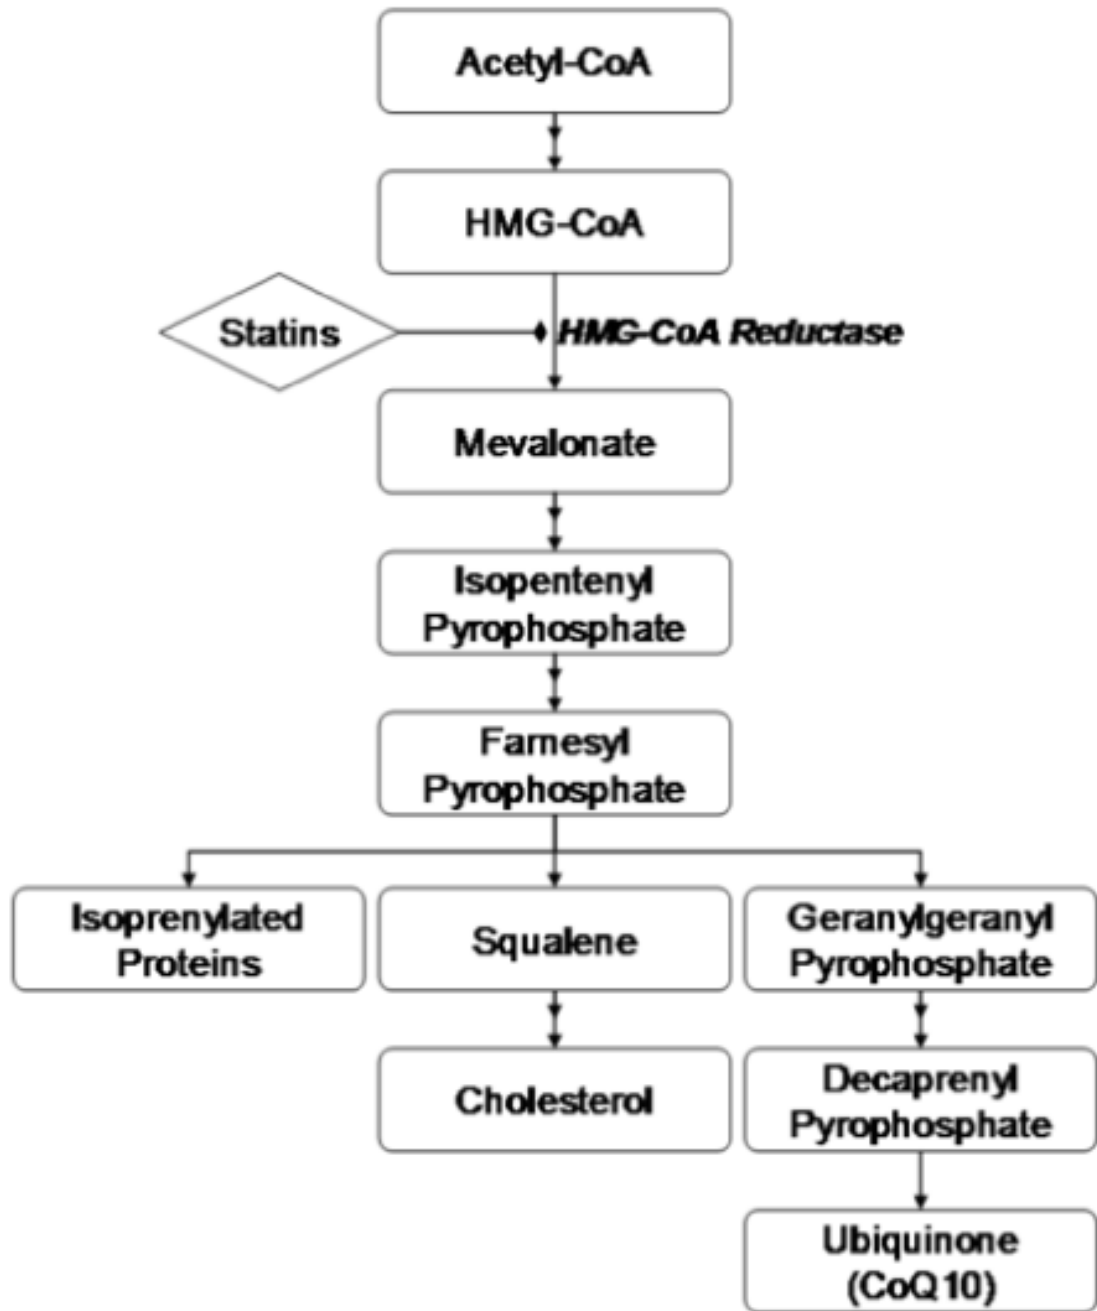 Acetyl-CoA
HMG-CoA
Statins
HMG-CoA Reductase
Mevalonate
Isopentenyl
Pyrophosphate
Farnesyl
Pyrophosphate
Isoprenylated
Proteins
Squalene
Geranylgeranyl
Pyrophosphate
Cholesterol
Decaprenyl
Pyrophosphate
Ubiquinone
(CoQ10)